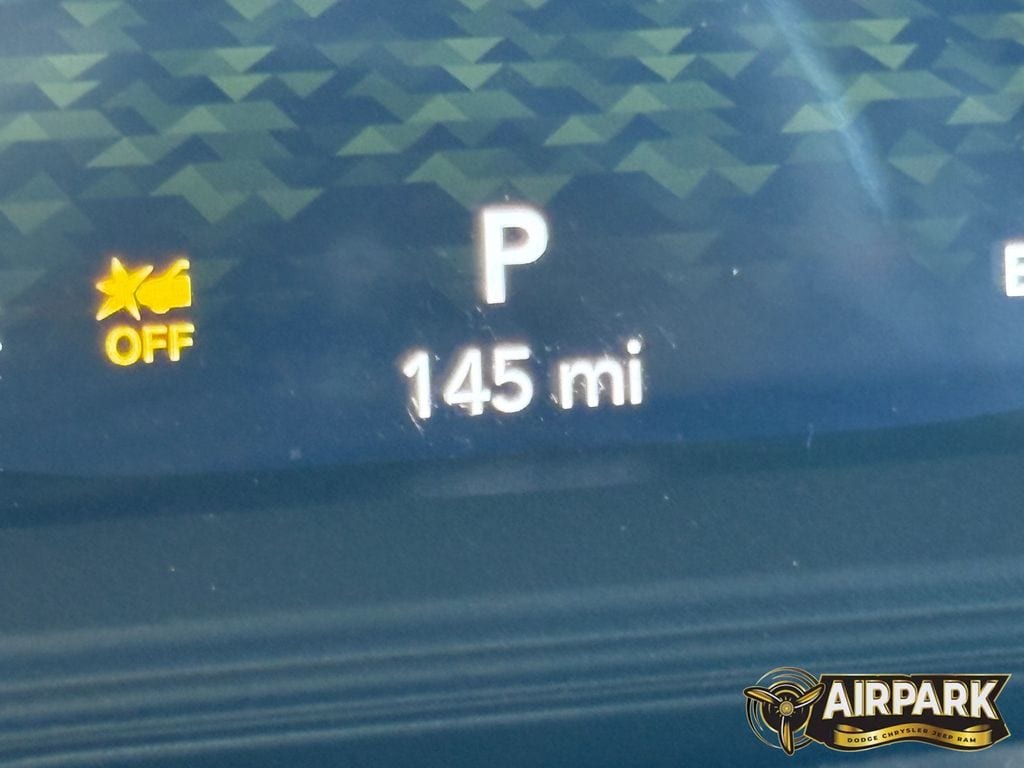 P
OFF
145 mi
E
AIRPARK
DODGE CHRYSLER JEEP RAM